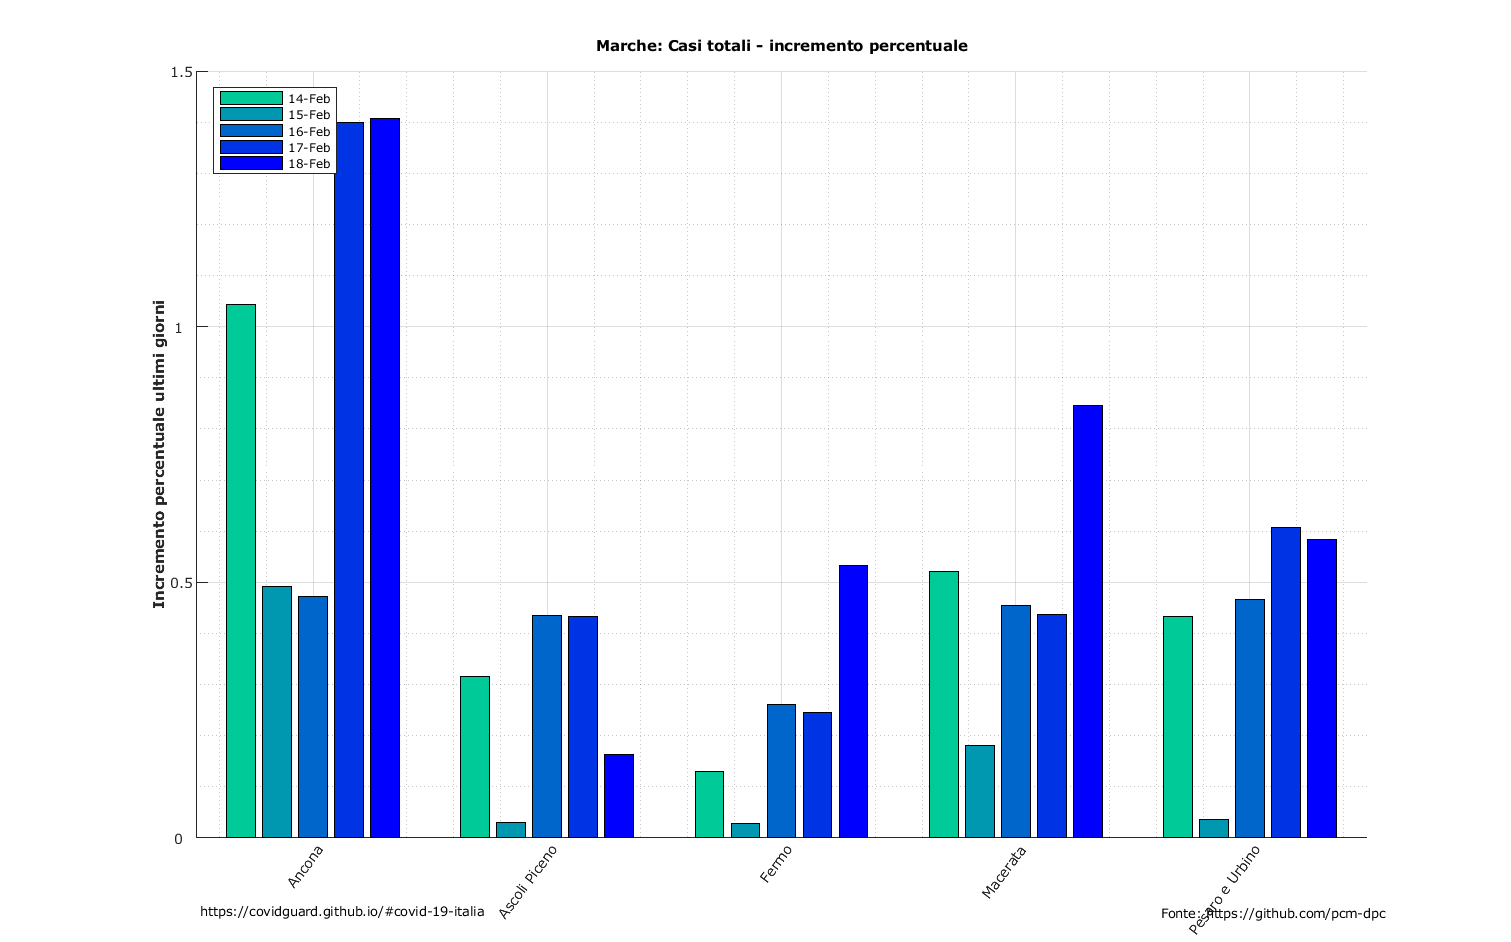 Marche: Casi totali - incremento percentuale
1.5
1
0.5
0
Incremento percentuale ultimi giorni
14-Feb
15-Feb
16-Feb
17-Feb
18-Feb
Ancona
Ascoli Piceno
Fermo
Macerata
Pesaro e Urbino
https://covidguard.github.io/#covid-19-italia
Fonte: https://github.com/pcm-dpc